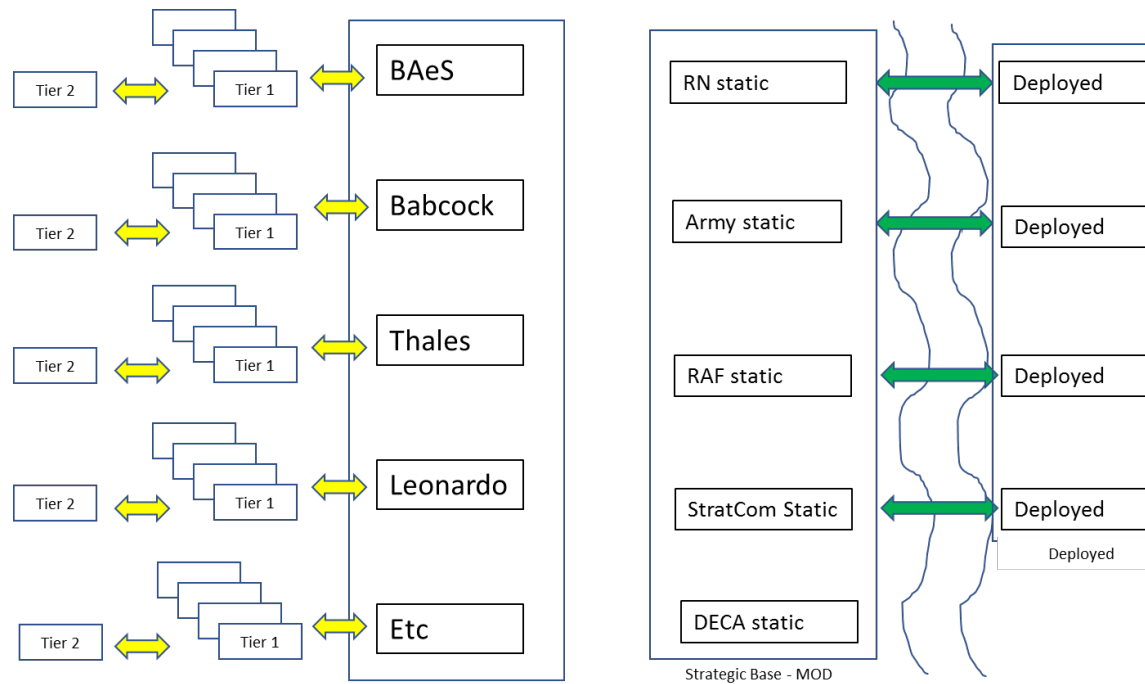 BAeS
Tier 2
Tier 1
RN static
Deployed
Babcock
Tier 2
Tier 1
Army static
Deployed
Thales
Tier 2
Tier 1
RAF static
Deployed
Leonardo
Tier 2
Tier 1
StratCom Static
Deployed
Deployed
Etc
Tier 2
Tier 1
DECA static
Strategic Base - MOD